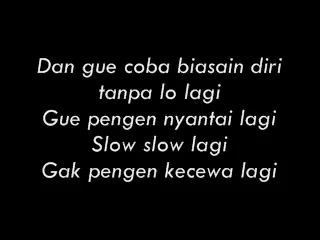 Dan gue coba biasain diri
tanpa lo lagi
Gue pengen nyantai lagi
Slow slow lagi
Gak pengen kecewa lagi